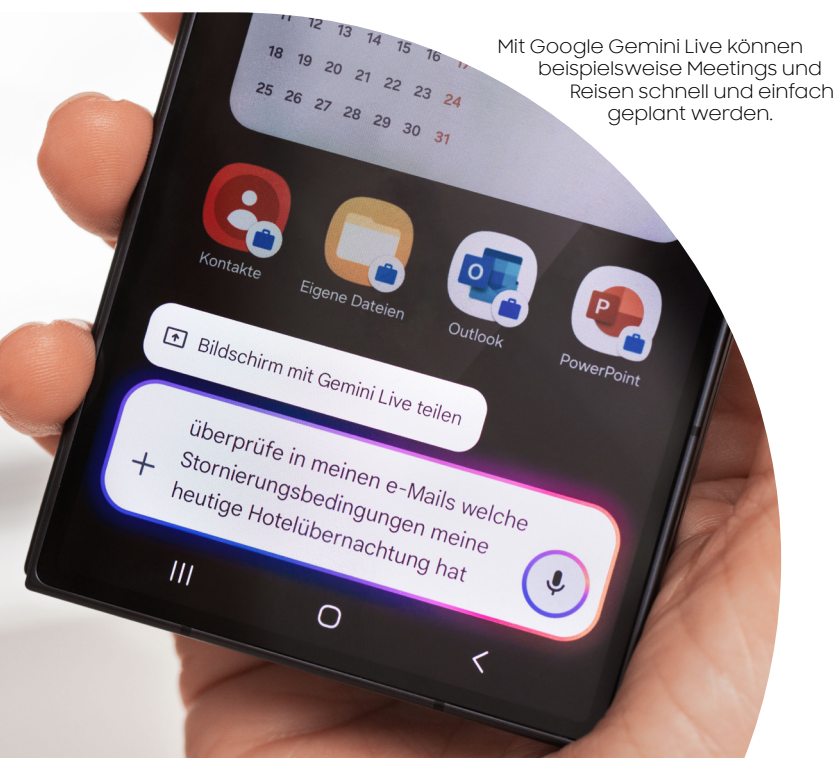 Mit Google Gemini Live können
beispielsweise Meetings und
Reisen schnell und einfach
geplant werden.
11 12 13 14 15 16 17
18 19 20 21 22 23 24
25 26 27 28 29 30 31
Kontakte
Eigene Dateien
O
Outlook
P
PowerPoint
Bildschirm mit Gemini Live teilen
überprüfe in meinen e-Mails welche
Stornierungsbedingungen meine
heutige Hotelübernachtung hat